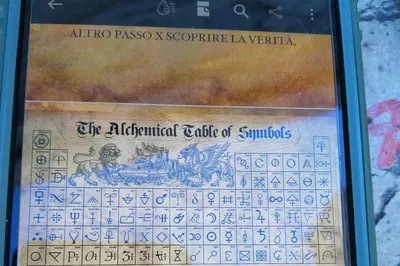 ALTRO PASSO X SCOPRIRE LA VERITÀ.
The Alchemical Table of Symbols